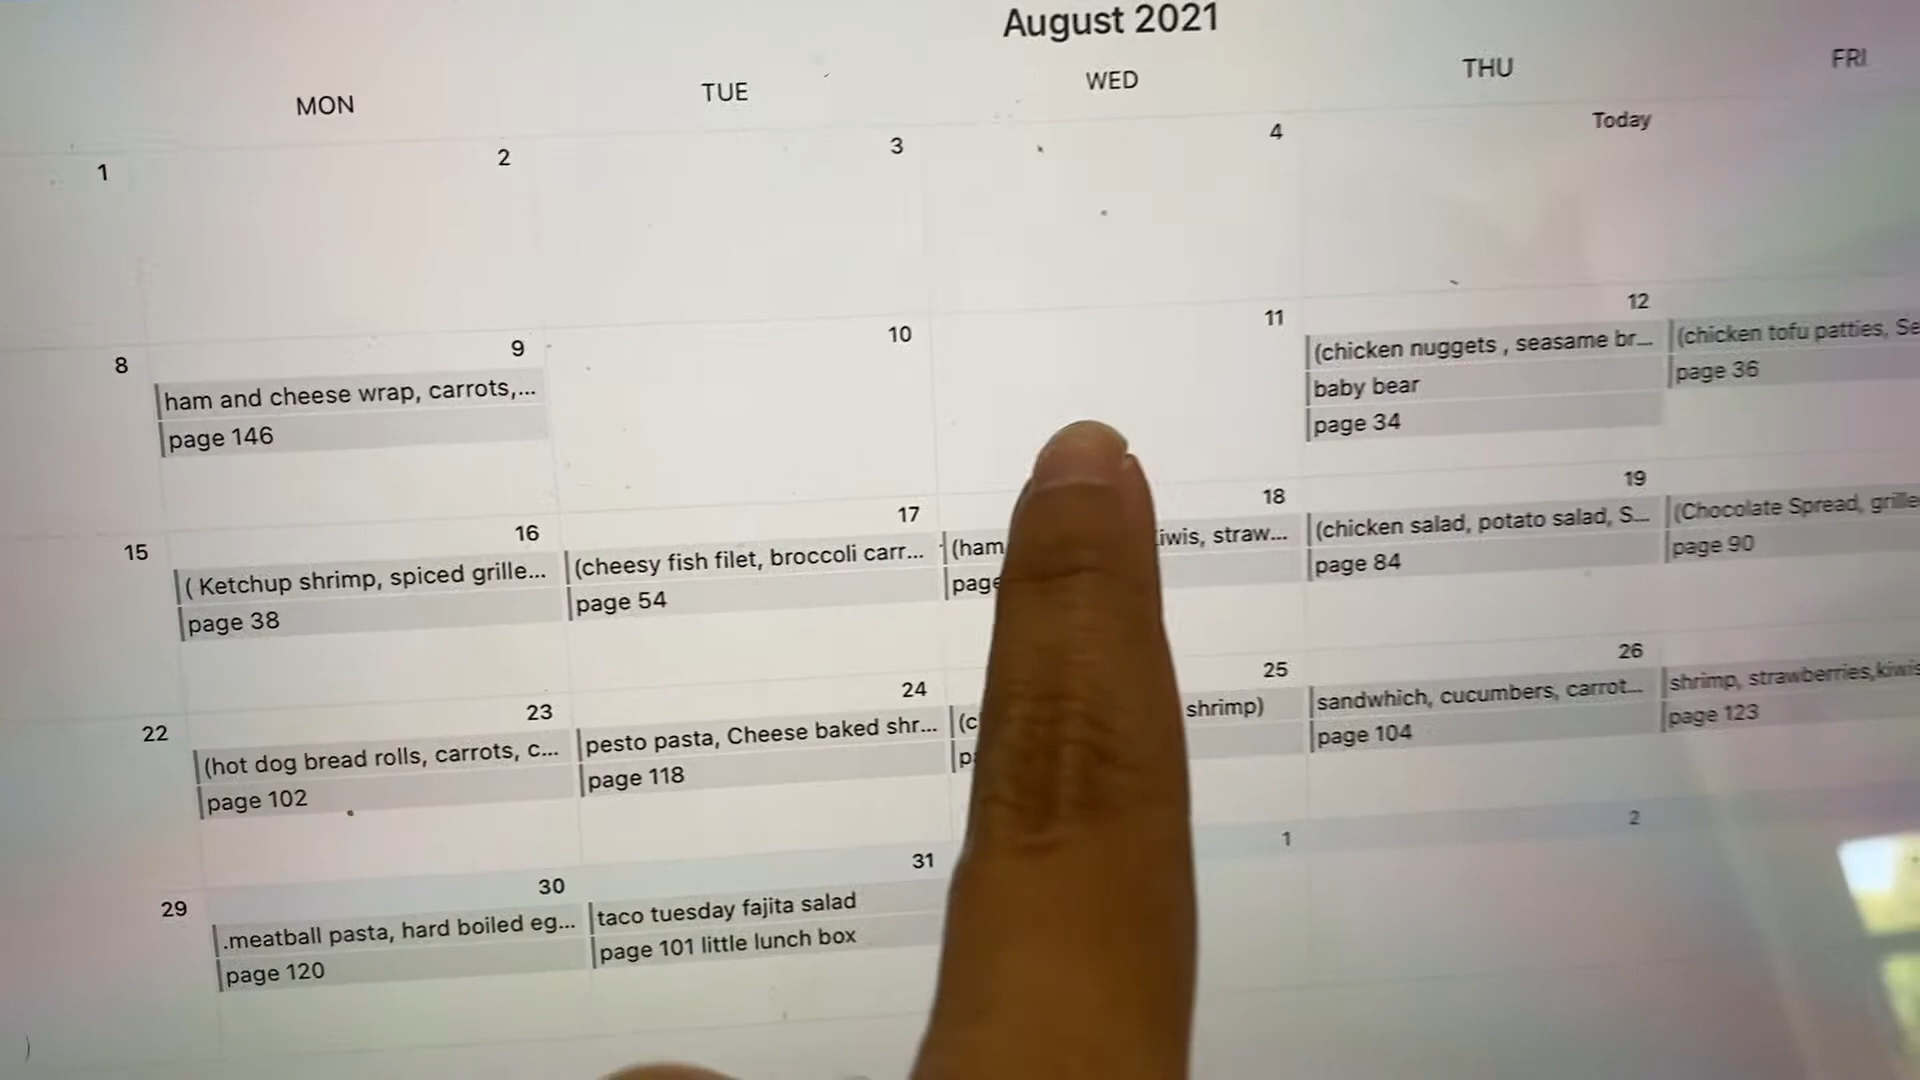 August 2021
MON
TUE
WED
THU
FRI
1
2
3
4
Today
8
9
10
11
12
ham and cheese wrap, carrots,...
page 146
(chicken nuggets , seasame br...
baby bear
page 34
(chicken tofu patties, Se
page 36
15
16
17
18
19
( Ketchup shrimp, spiced grille...
page 38
(cheesy fish filet, broccoli carr...
page 54
(ham
straw...
page
(chicken salad, potato salad, S...
page 84
(Chocolate Spread, grille
page 90
22
23
24
25
26
(hot dog bread rolls, carrots, c...
page 102
pesto pasta, Cheese baked shr...
page 118
shrimp)
sandwhich, cucumbers, carrot...
page 104
shrimp, strawberries,kiwis
page 123
29
30
31
1
2
.meatball pasta, hard boiled eg...
page 120
taco tuesday fajita salad
page 101 little lunch box